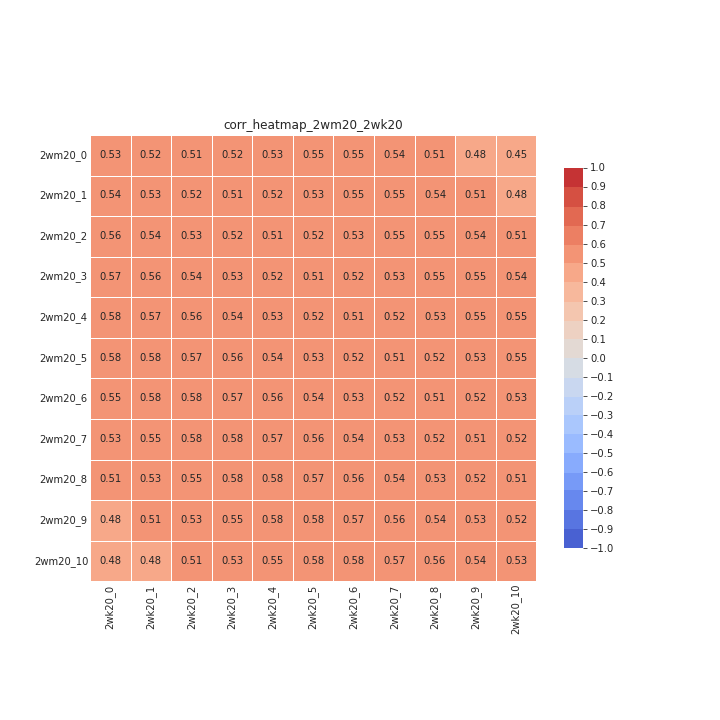 corr_heatmap_2wm20_2wk20
2wm20_0 0.53 0.52 0.51 0.52 0.53 0.55 0.55 0.54 0.51 0.48 0.45
2wm20_1 0.54 0.53 0.52 0.51 0.52 0.53 0.55 0.55 0.54 0.51 0.48
2wm20_2 0.56 0.54 0.53 0.52 0.51 0.52 0.53 0.55 0.55 0.54 0.51
2wm20_3 0.57 0.56 0.54 0.53 0.52 0.51 0.52 0.53 0.55 0.55 0.54
2wm20_4 0.58 0.57 0.56 0.54 0.53 0.52 0.51 0.52 0.53 0.55 0.55
2wm20_5 0.58 0.58 0.57 0.56 0.54 0.53 0.52 0.51 0.52 0.53 0.55
2wm20_6 0.55 0.58 0.58 0.57 0.56 0.54 0.53 0.52 0.51 0.52 0.53
2wm20_7 0.53 0.55 0.58 0.58 0.57 0.56 0.54 0.53 0.52 0.51 0.52
2wm20_8 0.51 0.53 0.55 0.58 0.58 0.57 0.56 0.54 0.53 0.52 0.51
2wm20_9 0.48 0.51 0.53 0.55 0.58 0.58 0.57 0.56 0.54 0.53 0.52
2wm20_10 0.48 0.48 0.51 0.53 0.55 0.58 0.58 0.57 0.56 0.54 0.53
2wk20_0 2wk20_1 2wk20_2 2wk20_3 2wk20_4 2wk20_5 2wk20_6 2wk20_7 2wk20_8 2wk20_9 2wk20_10
1.0
0.9
0.8
0.7
0.6
0.5
0.4
0.3
0.2
0.1
0.0
−0.1
−0.2
−0.3
−0.4
−0.5
−0.6
−0.7
−0.8
−0.9
−1.0